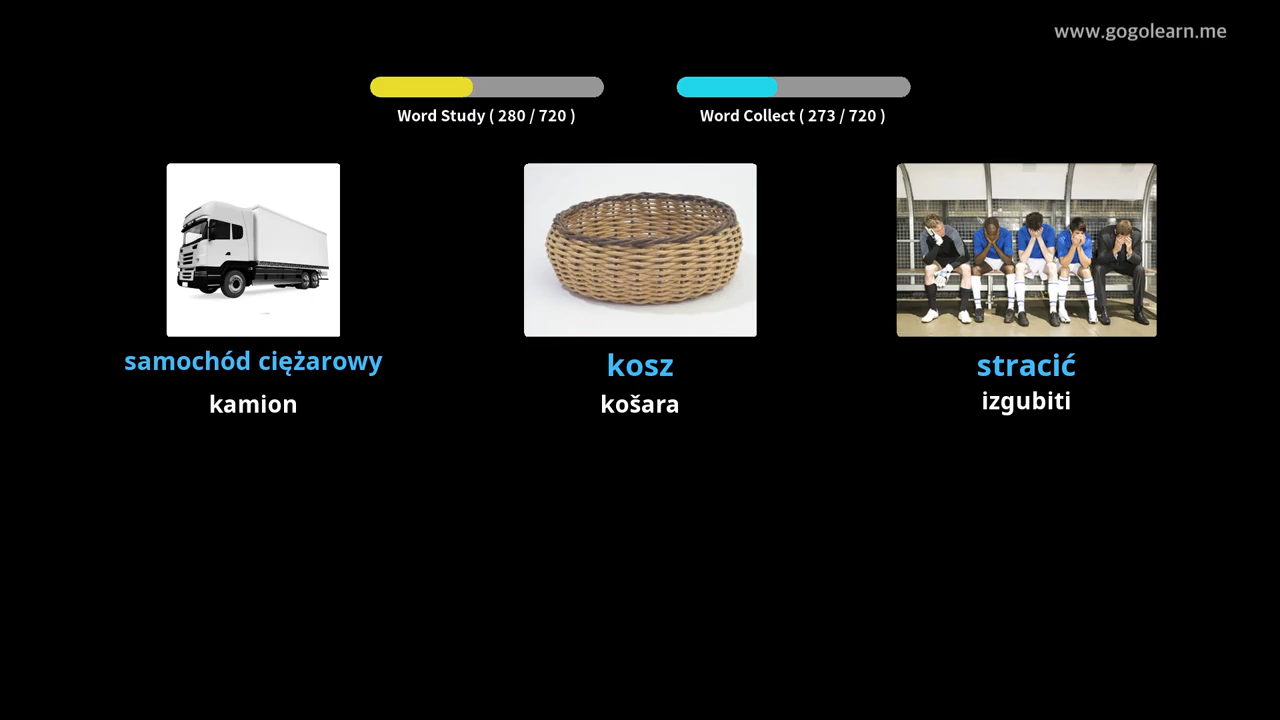 www.gogolearn.me
Word Study ( 280 / 720 )
Word Collect ( 273 / 720 )
samochód ciężarowy
kosz
stracić
kamion
košara
izgubiti